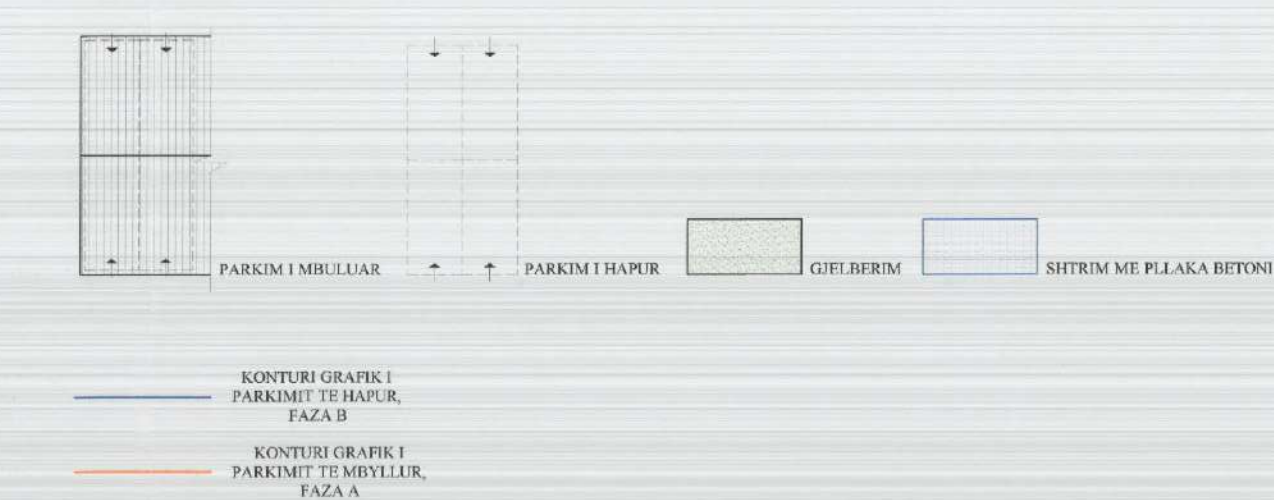 PARKIM I MBULUAR
PARKIM I HAPUR
GJELBERIM
SHTRIM ME PLLAKA BETONI
KONTURI GRAFIK I
PARKIMIT TE HAPUR,
FAZA B
KONTURI GRAFIK I
PARKIMIT TE MBYLLUR,
FAZA A